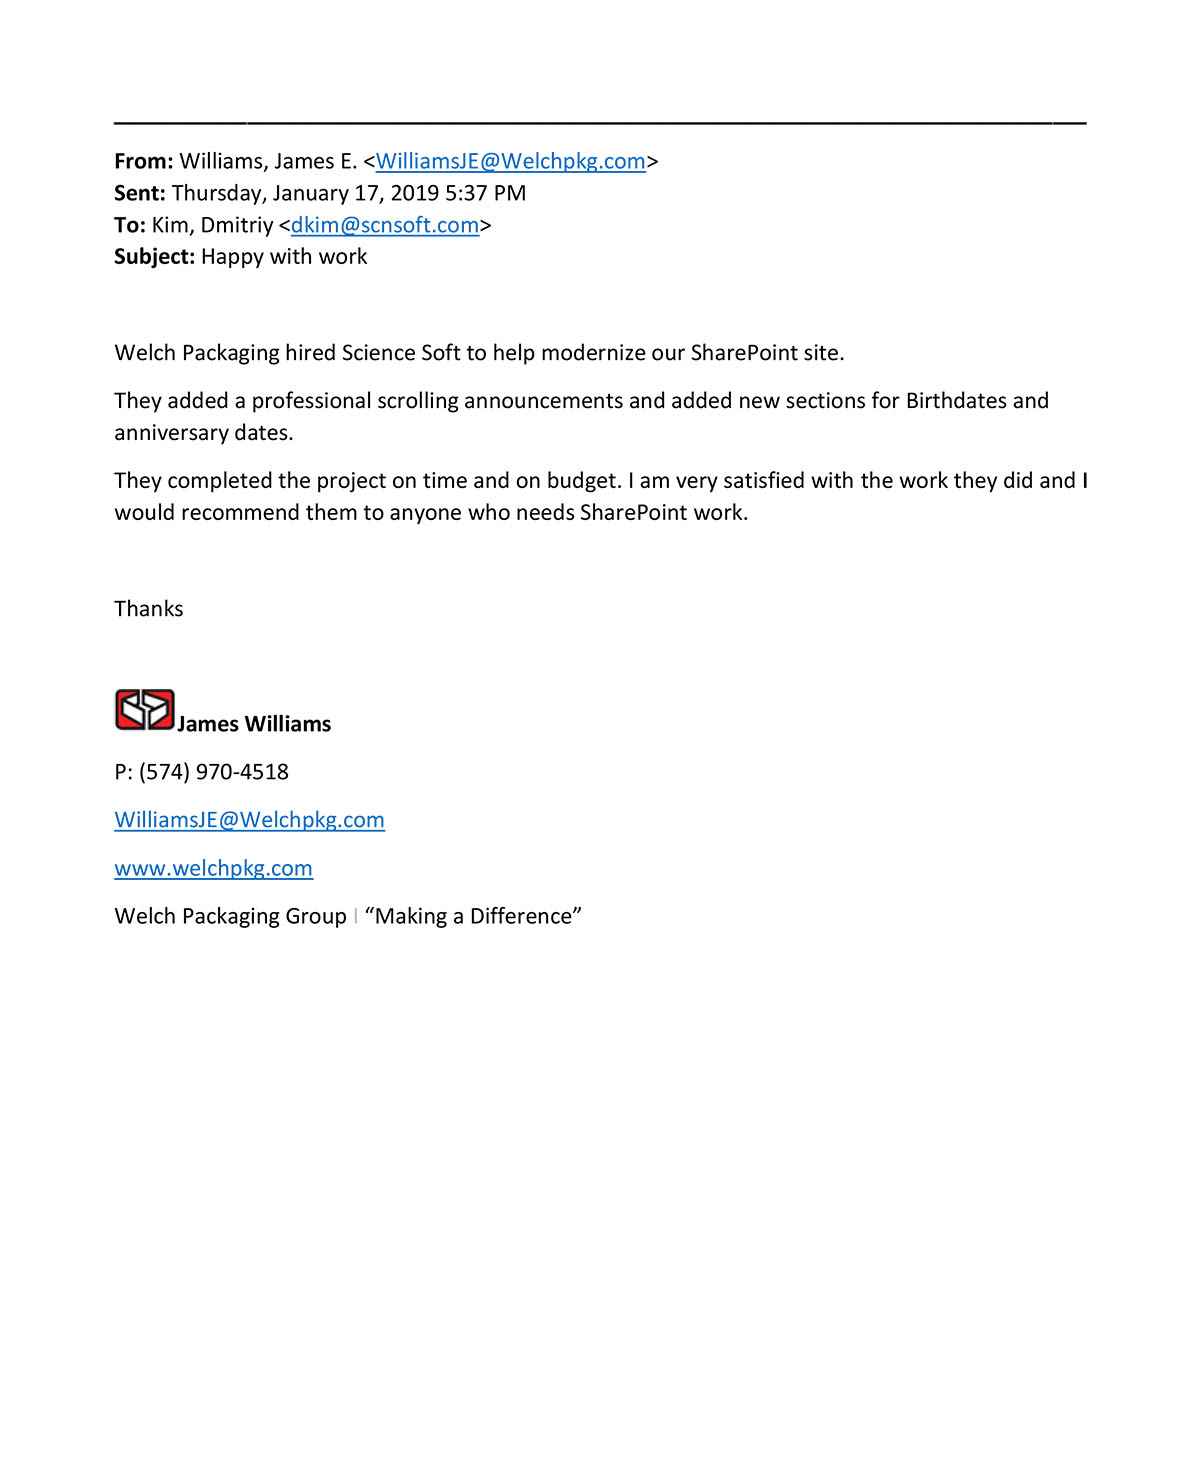 From: Williams, James E. <WilliamsJE@Welchpkg.com>
Sent: Thursday, January 17, 2019 5:37 PM
To: Kim, Dmitriy <dkim@scnsoft.com>
Subject: Happy with work
Welch Packaging hired Science Soft to help modernize our SharePoint site.
They added a professional scrolling announcements and added new sections for Birthdates and
anniversary dates.
They completed the project on time and on budget. I am very satisfied with the work they did and I
would recommend them to anyone who needs SharePoint work.
Thanks
James Williams
P: (574) 970-4518
WilliamsJE@Welchpkg.com
www.welchpkg.com
Welch Packaging Group | “Making a Difference”